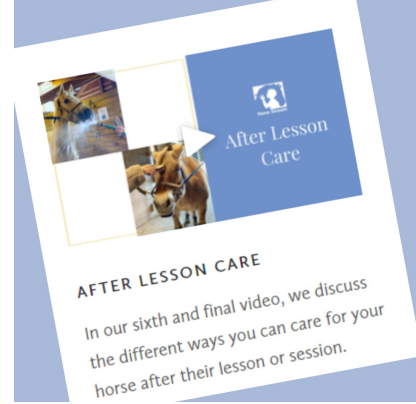 After Lesson
Care
AFTER LESSON CARE
In our sixth and final video, we discuss
the different ways you can care for your
horse after their lesson or session.